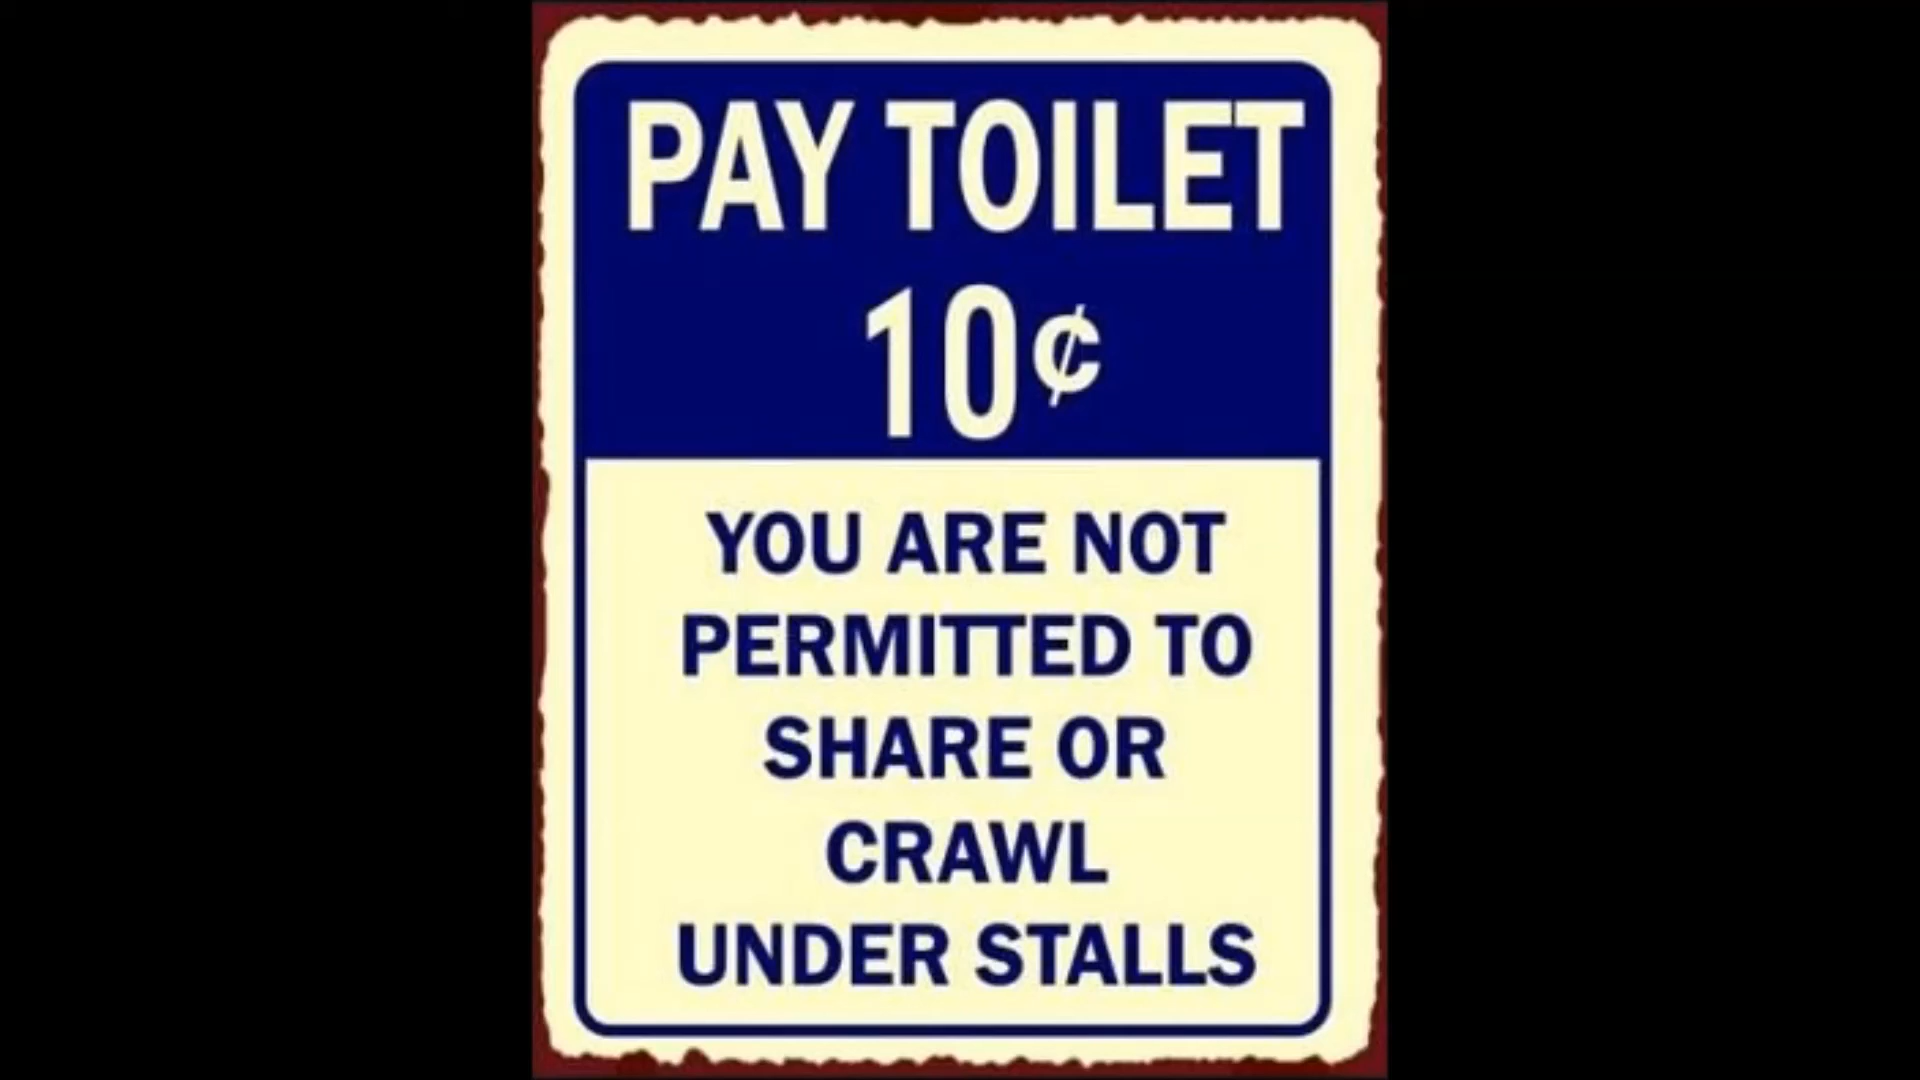 PAY TOILET
10¢
YOU ARE NOT
PERMITTED TO
SHARE OR
CRAWL
UNDER STALLS